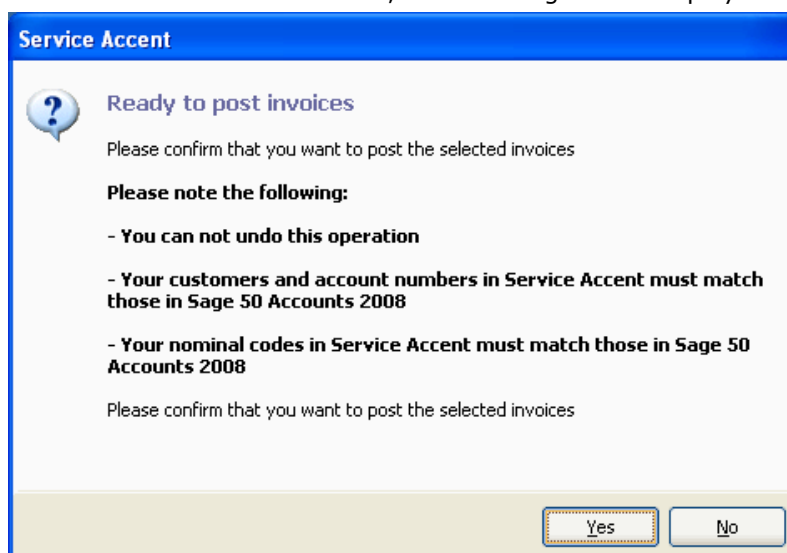 Service Accent
Ready to post invoices
Please confirm that you want to post the selected invoices
Please note the following:
- You can not undo this operation
- Your customers and account numbers in Service Accent must match
those in Sage 50 Accounts 2008
- Your nominal codes in Service Accent must match those in Sage 50
Accounts 2008
Please confirm that you want to post the selected invoices
Yes No